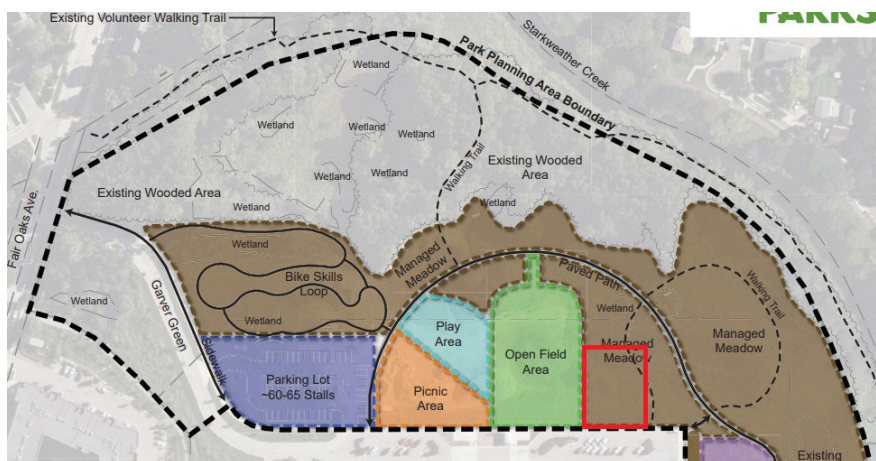 PARKS
Existing Volunteer Walking Trail
Starkweather Creek
Park Planning Area Boundary
Wetland
Wetland
Wetland
Wetland
Wetland
Existing Wooded
Area
Walking Trail
Existing Wooded Area
Wetland
Wetland
Fair Oaks Ave.
Wetland
Managed
Meadow
Paved Path
Bike Skills
Loop
Walking Trail
Wetland
Wetland
Garver Green
Wetland
Play
Area
Managed
Meadow
Managed
Meadow
Sidewalk
Open Field
Area
Parking Lot
~60-65 Stalls
Picnic
Area
Existing